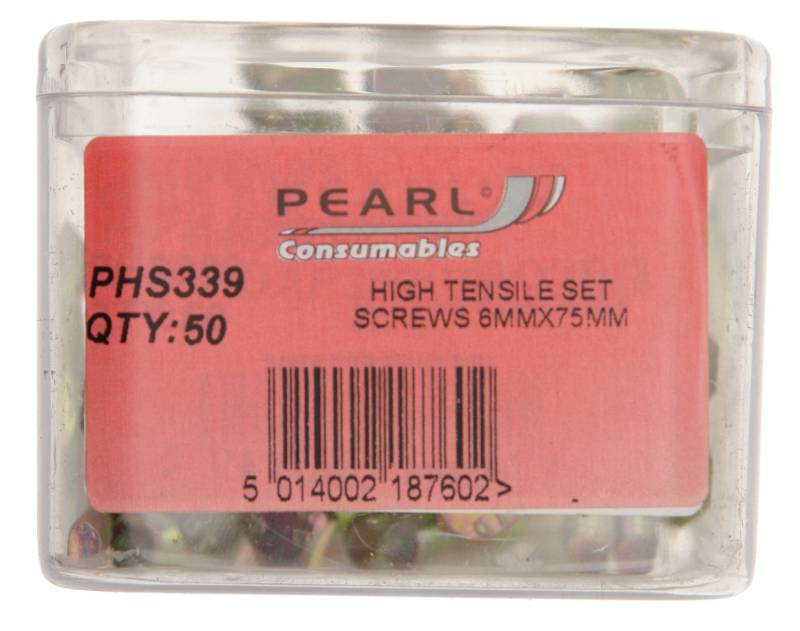 PEARL©
Consumables
PHS339
QTY:50
HIGH TENSILE SET
SCREWS 6MMX75MM
5 014002 187602 >